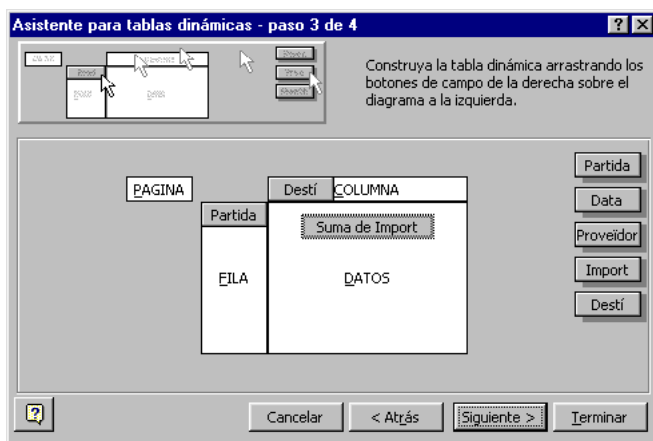 Asistente para tablas dinámicas - paso 3 de 4
Construya la tabla dinámica arrastrando los
botones de campo de la derecha sobre el
diagrama a la izquierda.
PAGINA
Destí
COLUMNA
Partida
Suma de Import
FILA
DATOS
Partida
Data
Proveïdor
Import
Destí
Cancelar
< Atrás
Siguiente >
Terminar